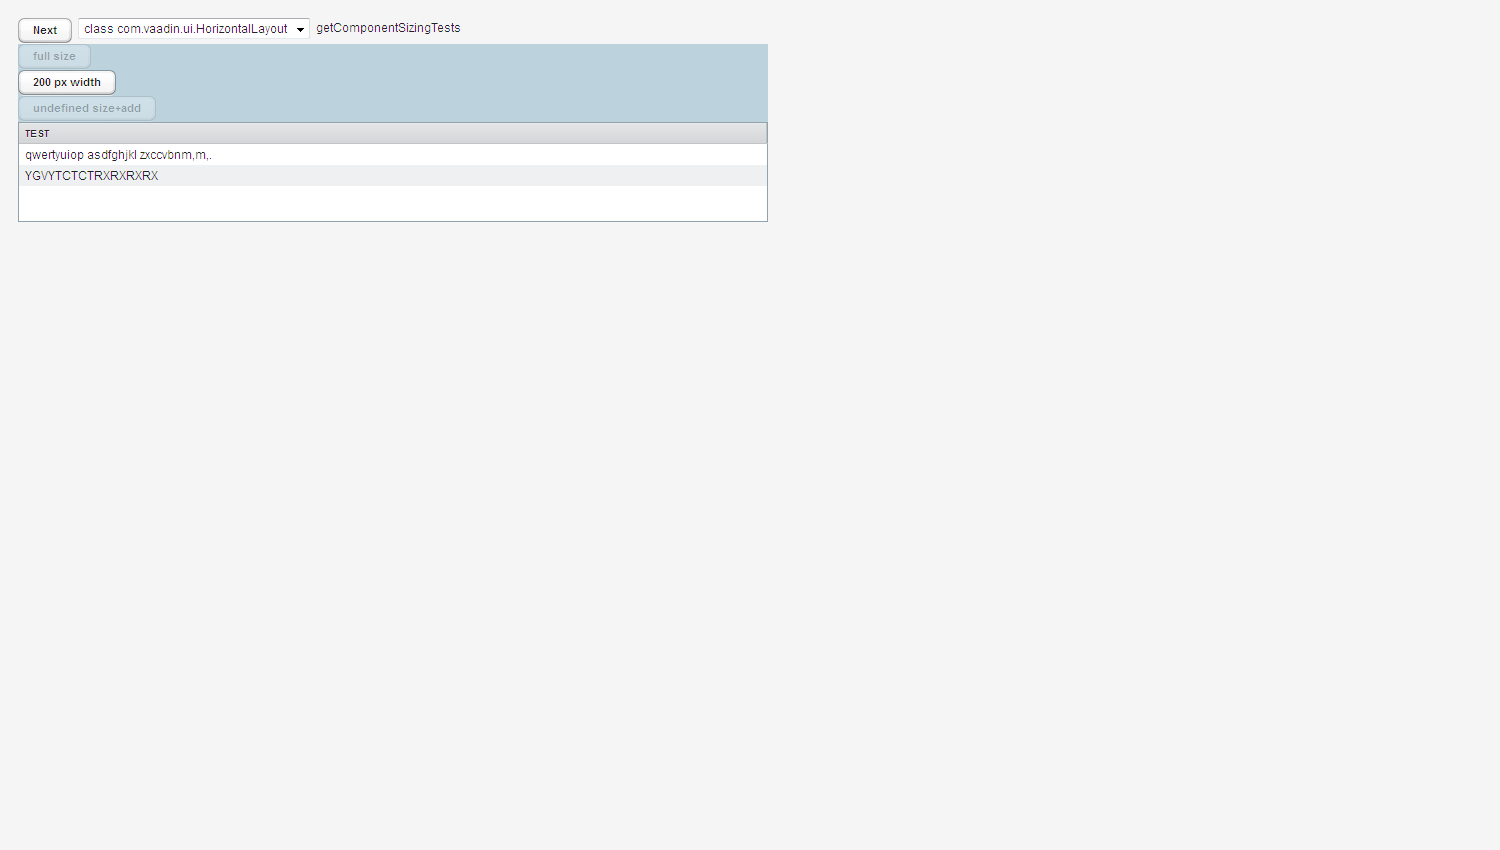 Next class com.vaadin.ui.HorizontalLayout getComponentSizingTests
full size
200 px width
undefined size+add
TEST
qwertyuiop asdfghjkl zxccvbnm,m,.
YGVYTCTCTRXRXRXRX